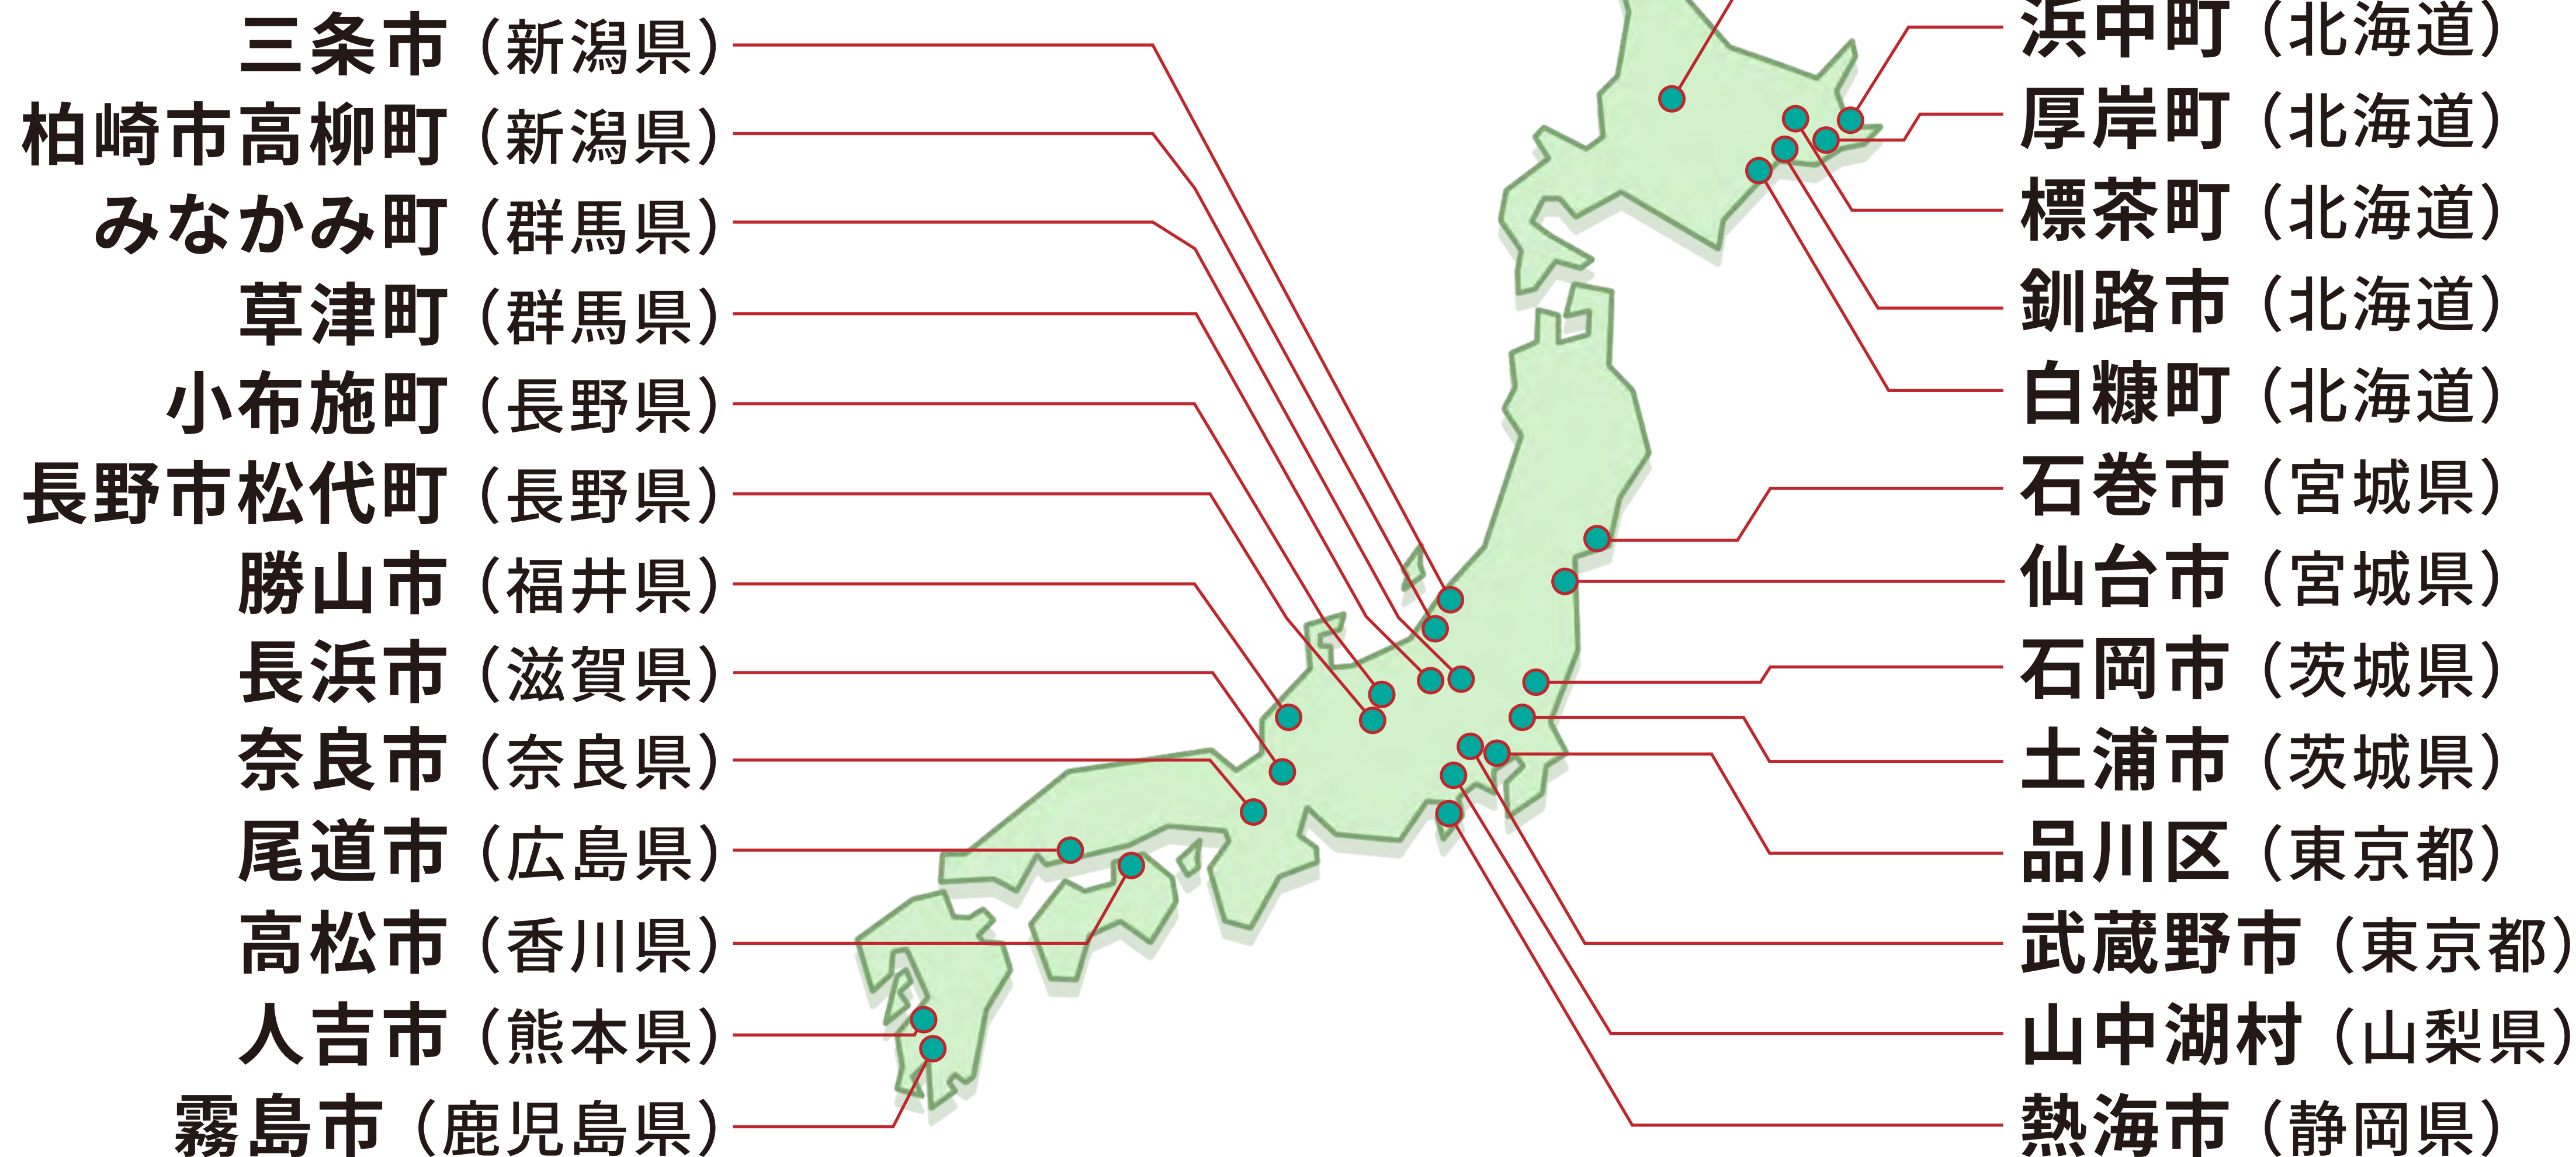 三条市（新潟県）
柏崎市高柳町（新潟県）
みなかみ町（群馬県）
草津町（群馬県）
小布施町（長野県）
長野市松代町（長野県）
勝山市（福井県）
長浜市（滋賀県）
奈良市（奈良県）
尾道市（広島県）
高松市（香川県）
人吉市（熊本県）
霧島市（鹿児島県）
浜中町（北海道）
厚岸町（北海道）
標茶町（北海道）
釧路市（北海道）
白糠町（北海道）
石巻市（宮城県）
仙台市（宮城県）
石岡市（茨城県）
土浦市（茨城県）
品川区（東京都）
武蔵野市（東京都）
山中湖村（山梨県）
熱海市（静岡県）